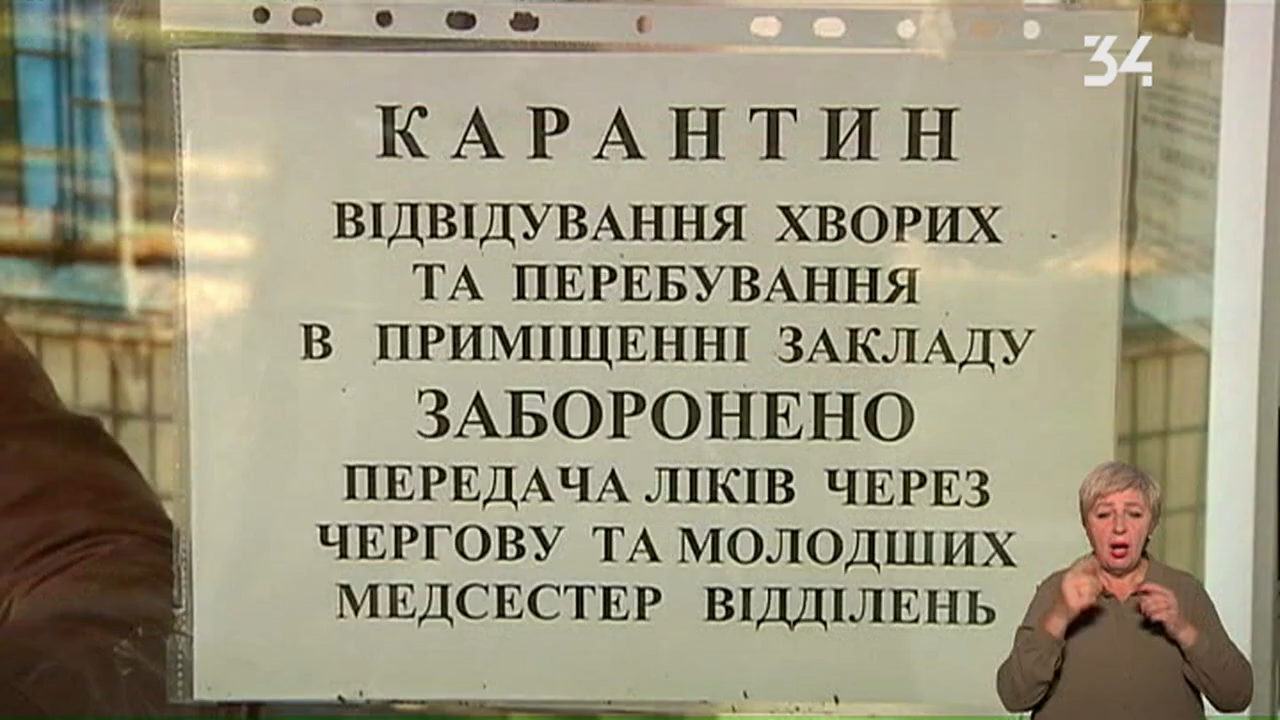 34
КАРАНТИН
ВІДВІДУВАННЯ ХВОРИХ
ТА ПЕРЕБУВАННЯ
В ПРИМІЩЕННІ ЗАКЛАДУ
ЗАБОРОНЕНО
ПЕРЕДАЧА ЛІКІВ ЧЕРЕЗ
ЧЕРГОВУ ТА МОЛОДШИХ
МЕДСЕСТЕР ВІДДІЛЕНЬ